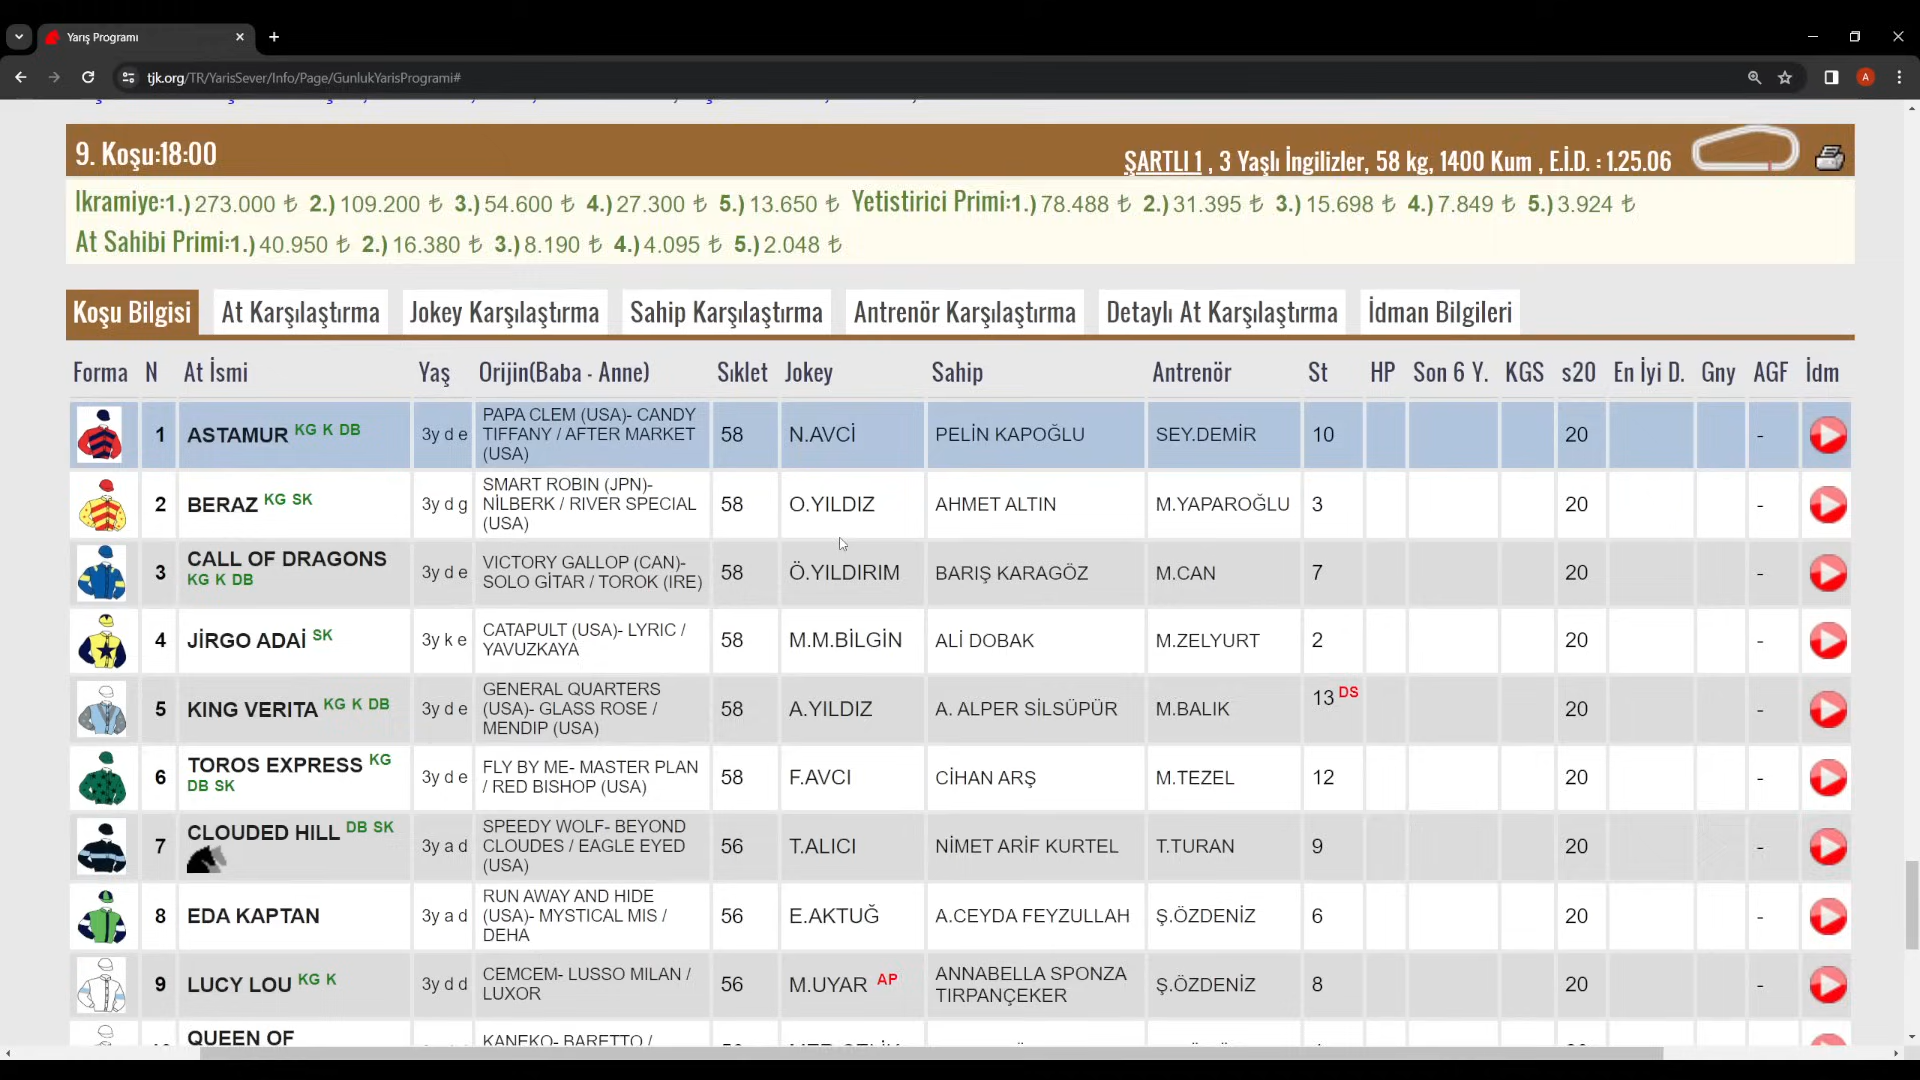 Yarış Programı
tjk.org/TR/YarisSever/Info/Page/GunlukYarisProgrami#
A
9. Koşu:18:00
ŞARTLI 1 , 3 Yaşlı İngilizler, 58 kg, 1400 Kum , E.İ.D. : 1.25.06
Ikramiye:1.) 273.000 ₺ 2.) 109.200 ₺ 3.) 54.600 ₺ 4.) 27.300 ₺ 5.) 13.650 ₺ Yetistirici Primi:1.) 78.488 ₺ 2.) 31.395 ₺ 3.) 15.698 ₺ 4.) 7.849 ₺ 5.) 3.924 ₺
At Sahibi Primi:1.) 40.950 ₺ 2.) 16.380 ₺ 3.) 8.190 ₺ 4.) 4.095 ₺ 5.) 2.048 ₺
Koşu Bilgisi At Karşılaştırma Jokey Karşılaştırma Sahip Karşılaştırma Antrenör Karşılaştırma Detaylı At Karşılaştırma İdman Bilgileri
Forma N At İsmi Yaş Orijin(Baba - Anne) Sıklet Jokey Sahip Antrenör St HP Son 6 Y. KGS s20 En İyi D. Gny AGF İdm
1 ASTAMUR KG K DB 3y d e PAPA CLEM (USA)- CANDY
TIFFANY / AFTER MARKET
(USA) 58 N.AVCİ PELİN KAPOĞLU SEY.DEMİR 10 20 -
2 BERAZ KG SK 3y d g SMART ROBIN (JPN)-
NİLBERK / RIVER SPECIAL
(USA) 58 O.YILDIZ AHMET ALTIN M.YAPAROĞLU 3 20 -
3 CALL OF DRAGONS
KG K DB 3y d e VICTORY GALLOP (CAN)-
SOLO GİTAR / TOROK (IRE) 58 Ö.YILDIRIM BARIŞ KARAGÖZ M.CAN 7 20 -
4 JİRGO ADAİ SK 3y k e CATAPULT (USA)- LYRIC /
YAVUZKAYA 58 M.M.BİLGİN ALİ DOBAK M.ZELYURT 2 20 -
5 KING VERITA KG K DB 3y d e GENERAL QUARTERS
(USA)- GLASS ROSE /
MENDIP (USA) 58 A.YILDIZ A. ALPER SİLSÜPÜR M.BALIK 13 DS 20 -
6 TOROS EXPRESS KG
DB SK 3y d e FLY BY ME- MASTER PLAN
/ RED BISHOP (USA) 58 F.AVCI CİHAN ARŞ M.TEZEL 12 20 -
7 CLOUDED HILL DB SK 3y a d SPEEDY WOLF- BEYOND
CLOUDES / EAGLE EYED
(USA) 56 T.ALICI NİMET ARİF KURTEL T.TURAN 9 20 -
8 EDA KAPTAN 3y a d RUN AWAY AND HIDE
(USA)- MYSTICAL MIS /
DEHA 56 E.AKTUĞ A.CEYDA FEYZULLAH Ş.ÖZDENİZ 6 20 -
9 LUCY LOU KG K 3y d d CEMCEM- LUSSO MILAN /
LUXOR 56 M.UYAR AP ANNABELLA SPONZA
TIRPANÇEKER Ş.ÖZDENİZ 8 20 -
QUEEN OF KANEKO- BARETTO /